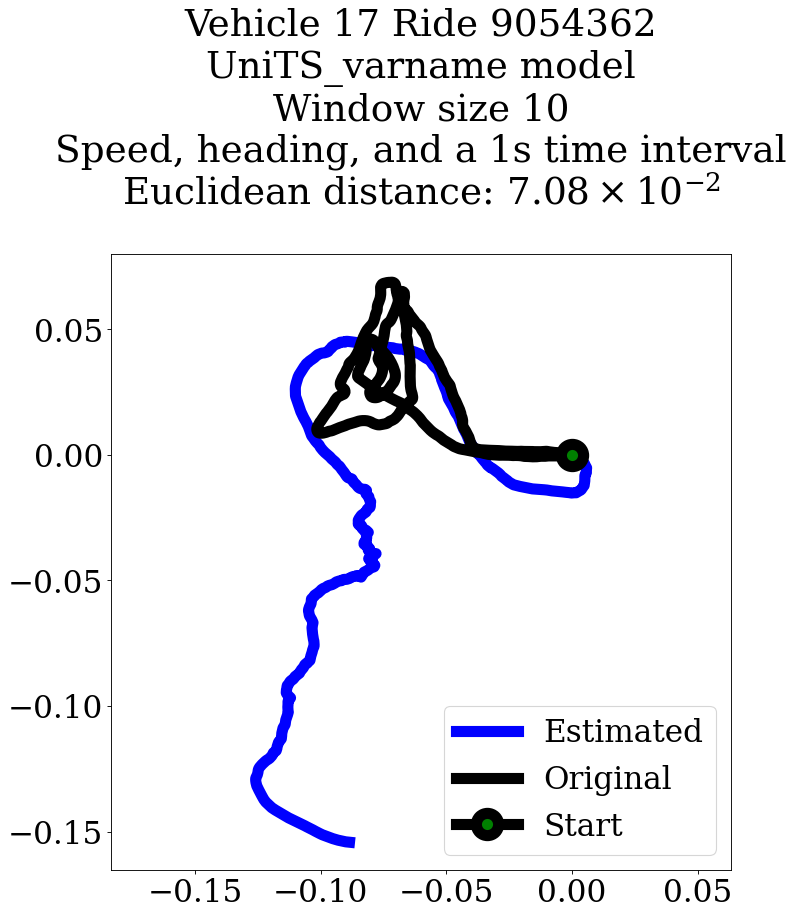 Vehicle 17 Ride 9054362
UniTS_varname model
Window size 10
Speed, heading, and a 1s time interval
Euclidean distance: 7.08 × 10⁻²
0.05
0.00
−0.05
−0.10
−0.15
Estimated
Original
Start
−0.15 −0.10 −0.05 0.00 0.05